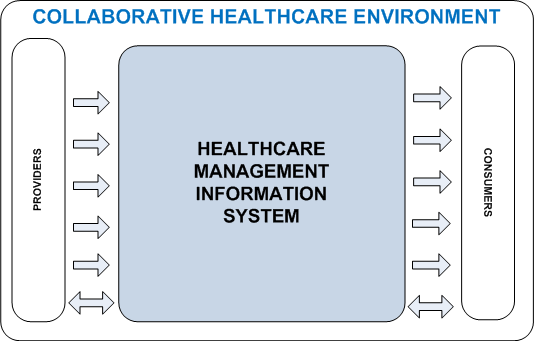 COLLABORATIVE HEALTHCARE ENVIRONMENT
PROVIDERS
HEALTHCARE
MANAGEMENT
INFORMATION
SYSTEM
CONSUMERS